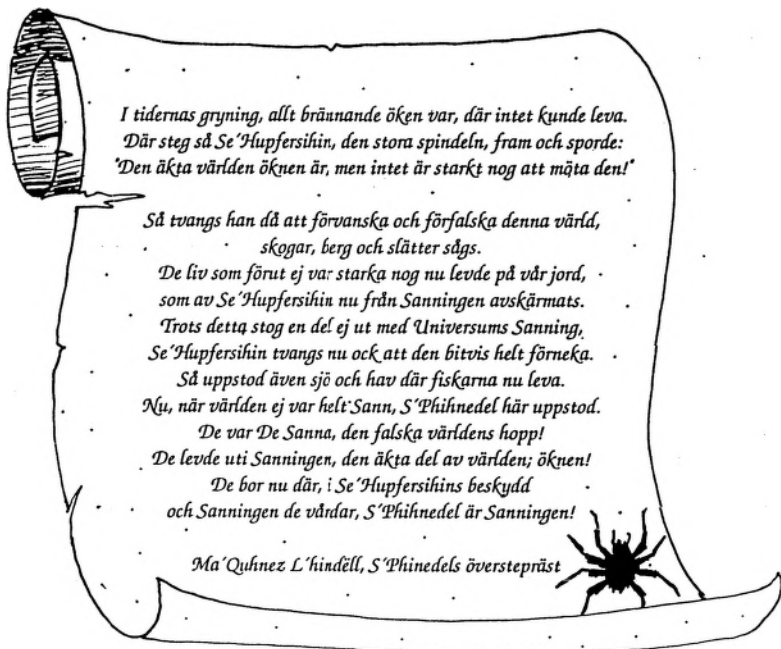 I tidernas gryning, allt brännande öken var, där intet kunde leva.
Där steg så Se´Hupfersihin, den stora spindeln, fram och sporde:
"Den äkta världen öknen är, men intet är starkt nog att möta den!"
Så tvangs han då att förvanska och förfalska denna värld,
skogar, berg och slätter sågs.
De liv som förut ej var starka nog nu levde på vår jord,
som av Se´Hupfersihin nu från Sanningen avskärmats.
Trots detta stog en del ej ut med Universums Sanning,
Se´Hupfersihin tvangs nu ock att den bitvis helt förneka.
Så uppstod även sjö och hav där fiskarna nu leva.
Nu, när världen ej var helt Sann, S´Phihnedel här uppstod.
De var De Sanna, den falska världens hopp!
De levde uti Sanningen, den äkta del av världen; öknen!
De bor nu där, i Se´Hupfersihins beskydd
och Sanningen de vårdar, S´Phihnedel är Sanningen!
Ma´Quhnez L´hindëll, S´Phinedels överstepräst